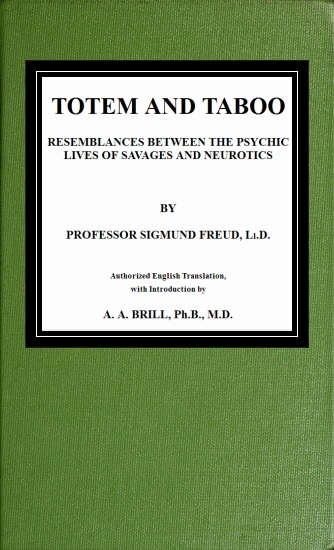 TOTEM AND TABOO
RESEMBLANCES BETWEEN THE PSYCHIC
LIVES OF SAVAGES AND NEUROTICS
BY
PROFESSOR SIGMUND FREUD, L1.D.
Authorized English Translation,
with Introduction by
A. A. BRILL, Ph.B., M.D.